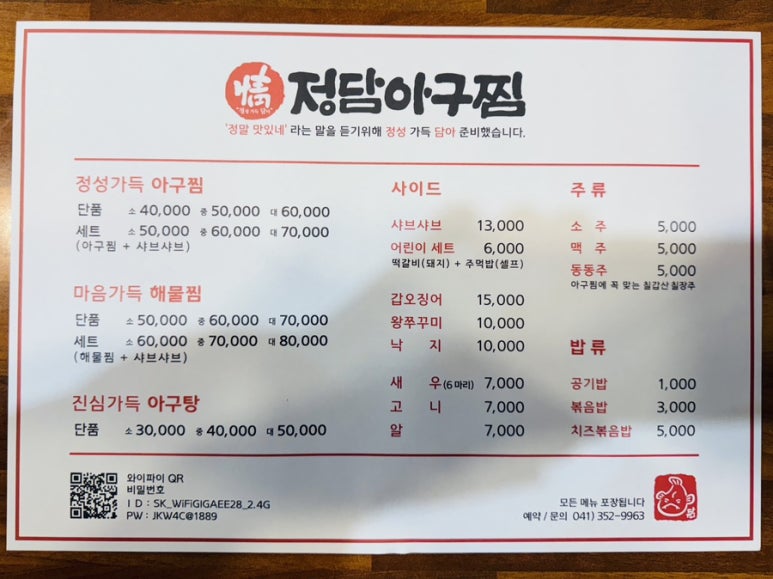 情
정담아구찜
'정말 맛있네' 라는 말을 듣기위해 정성 가득 담아 준비했습니다.
정성가득 아구찜
단품 소 40,000 중 50,000 대 60,000
세트 소 50,000 중 60,000 대 70,000
(아구찜 + 샤브샤브)
마음가득 해물찜
단품 소 50,000 중 60,000 대 70,000
세트 소 60,000 중 70,000 대 80,000
(해물찜 + 샤브샤브)
진심가득 아구탕
단품 소 30,000 중 40,000 대 50,000
사이드
샤브샤브 13,000
어린이 세트 6,000
떡갈비(돼지) + 주먹밥(셀프)
갑오징어 15,000
왕쭈꾸미 10,000
낙 지 10,000
새 우 (6 마리) 7,000
고 니 7,000
알 7,000
주 류
소 주 5,000
맥 주 5,000
동동주 5,000
아구찜에 꼭 맞는 칠갑산 칠장주
밥 류
공기밥 1,000
볶음밥 3,000
치즈볶음밥 5,000
와이파이 QR
비밀번호
I D : SK_WiFiGIGAEE28_2.4G
PW : JKW4C@1889
모든 메뉴 포장됩니다
예약 / 문의 041) 352-9963